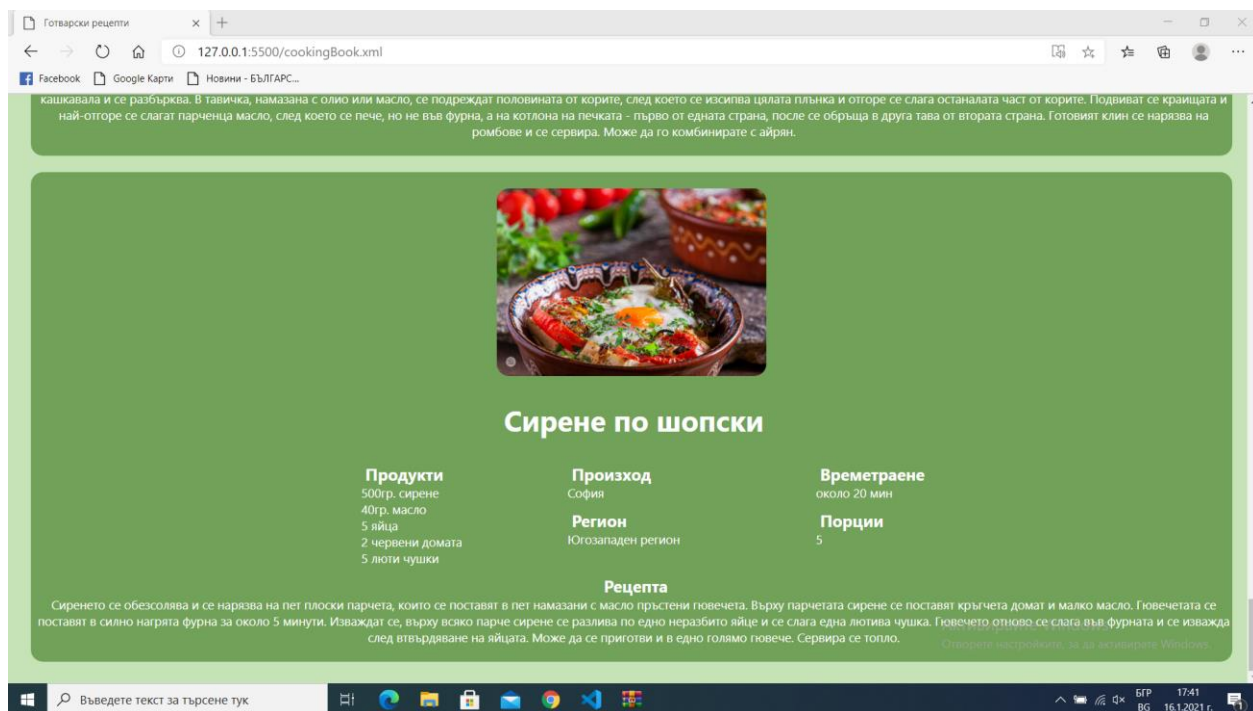 Готварски рецепти
127.0.0.1:5500/cookingBook.xml
Facebook Google Карти Новини - БЪЛГАРС...
кашкавала и се разбърква. В тавичка, намазана с олио или масло, се подреждат половината от корите, след което се изсипва цялата плънка и отгоре се слага останалата част от корите. Подвиват се краищата и
най-отгоре се слагат парченца масло, след което се пече, но не във фурна, а на котлона на печката - първо от едната страна, после се обръща в друга тава от втората страна. Готовият клин се нарязва на
ромбове и се сервира. Може да го комбинирате с айрян.
Сирене по шопски
Продукти
500гр. сирене
40гр. масло
5 яйца
2 червени домата
5 люти чушки
Произход
София
Регион
Югозападен регион
Времетраене
около 20 мин
Порции
5
Рецепта
Сиренето се обезсолява и се нарязва на пет плоски парчета, които се поставят в пет намазани с масло пръстени гювечета. Върху парчетата сирене се поставят кръгчета домат и малко масло. Гювечетата се
поставят в силно нагрята фурна за около 5 минути. Изваждат се, върху всяко парче сирене се разлива по едно неразбито яйце и се слага една лютива чушка. Гювечето отново се слага във фурната и се изважда
след втвърдяване на яйцата. Може да се приготви и в едно голямо гювече. Сервира се топло.
Отворете настройките, за да активирате Windows.
Въведете текст за търсене тук
БГР
BG
17:41
16.1.2021 г.